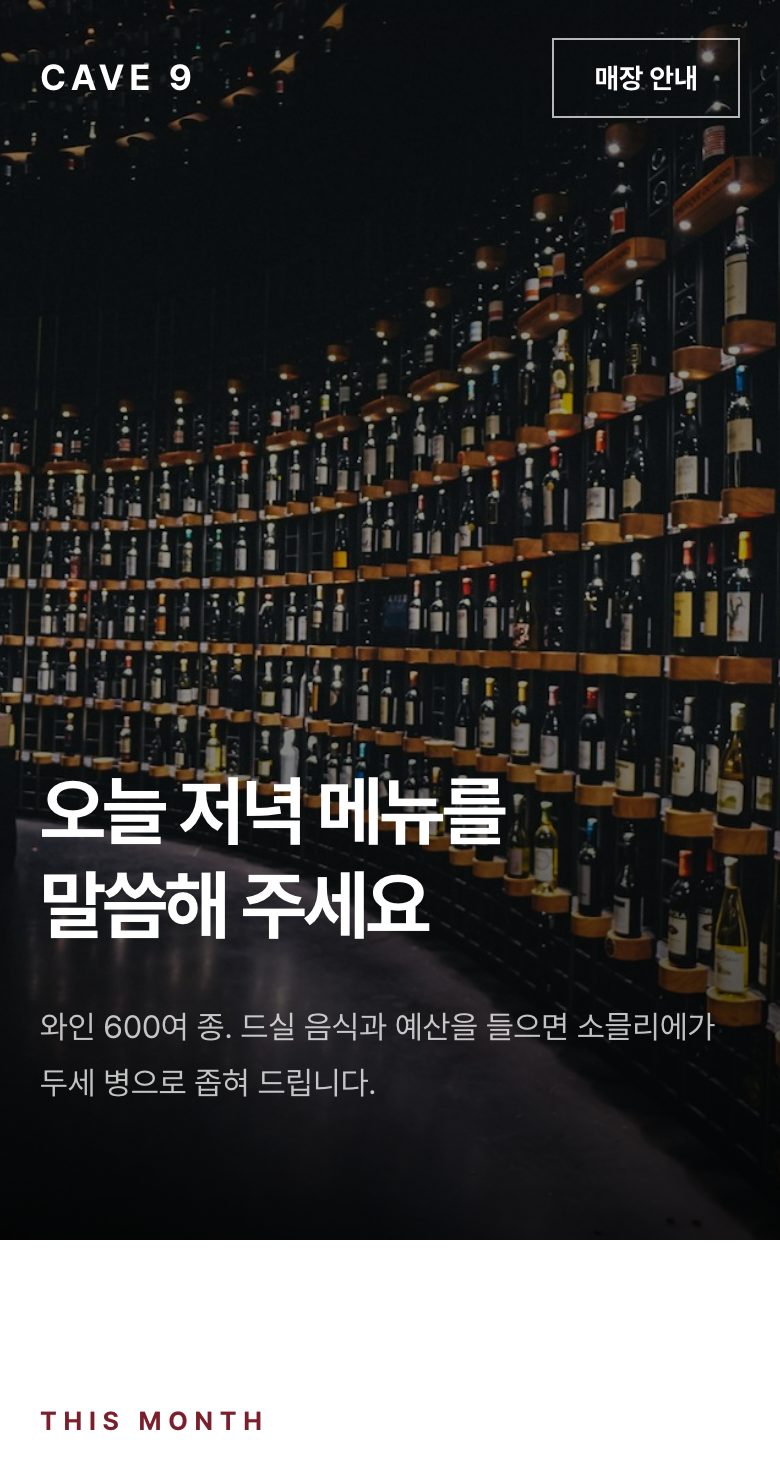 CAVE 9
매장 안내
오늘 저녁 메뉴를
말씀해 주세요
와인 600여 종. 드실 음식과 예산을 들으면 소믈리에가
두세 병으로 좁혀 드립니다.
THIS MONTH